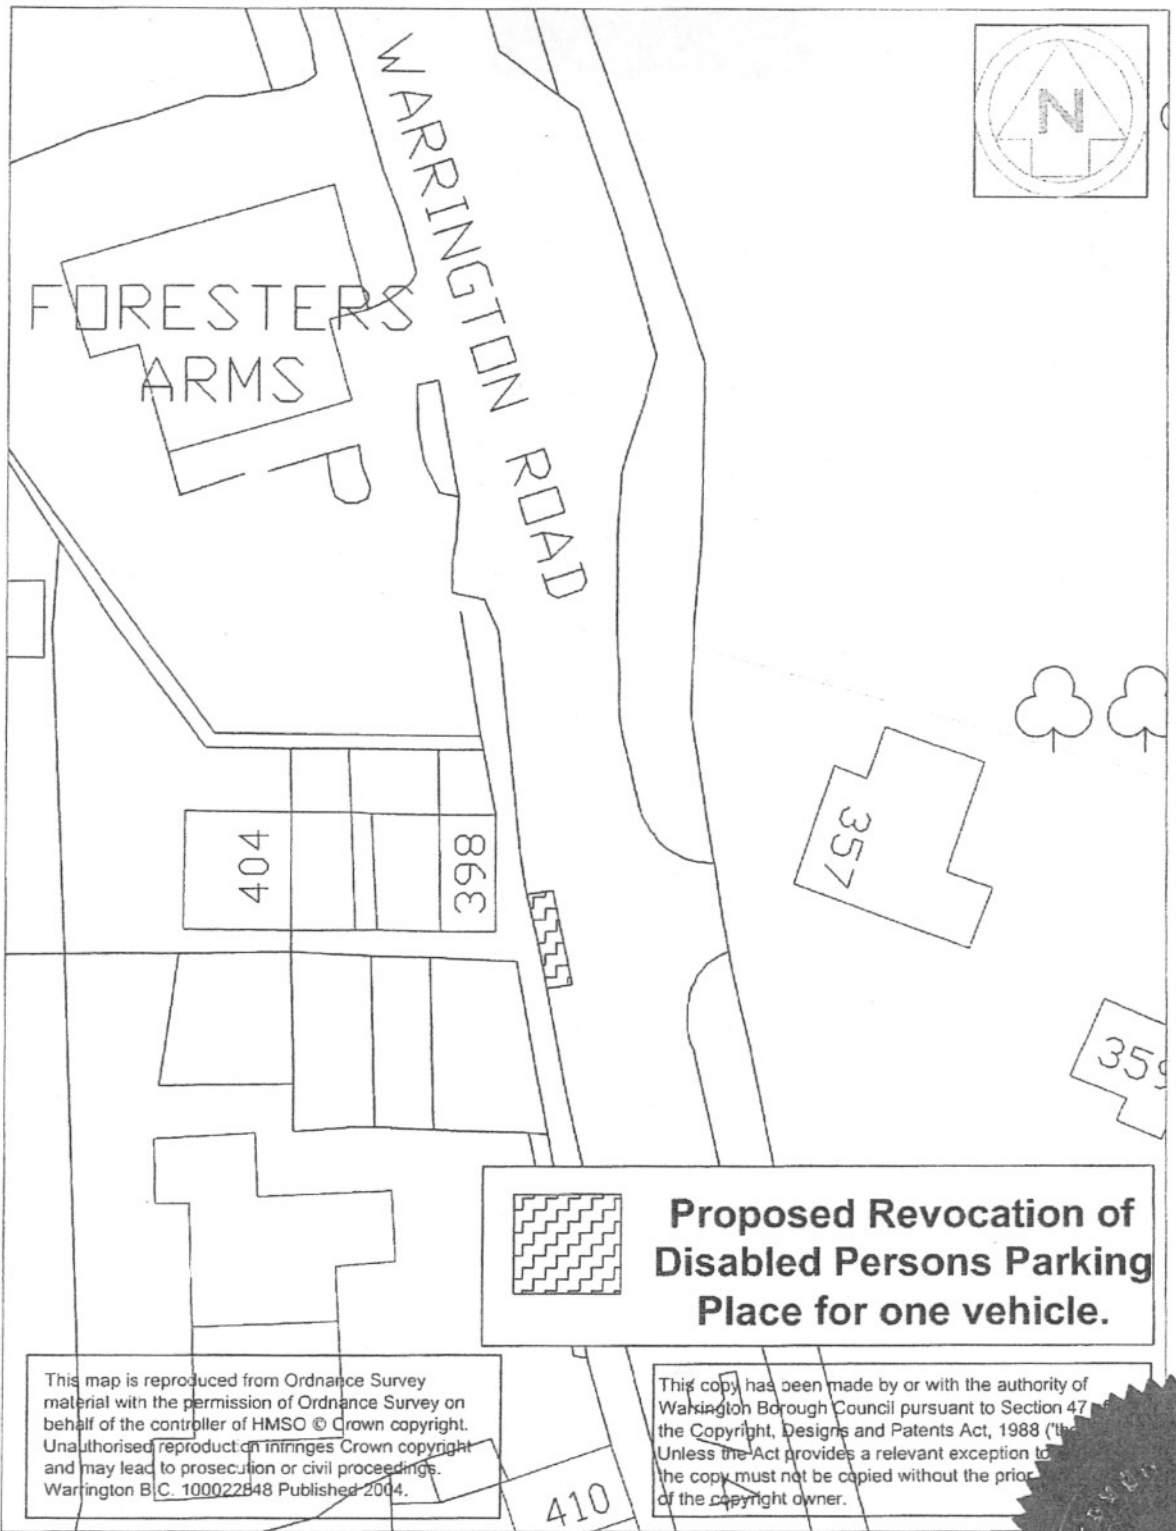 N
WARRINGTON ROAD
FORESTERS
ARMS
404
398
357
359
Proposed Revocation of
Disabled Persons Parking
Place for one vehicle.
This map is reproduced from Ordnance Survey
material with the permission of Ordnance Survey on
behalf of the controller of HMSO © Crown copyright.
Unauthorised reproduction infringes Crown copyright
and may lead to prosecution or civil proceedings.
Warrington B.C. 100022848 Published 2004.
This copy has been made by or with the authority of
Warrington Borough Council pursuant to Section 47
the Copyright, Designs and Patents Act, 1988
Unless the Act provides a relevant exception to
the copy must not be copied without the prior
of the copyright owner.
410